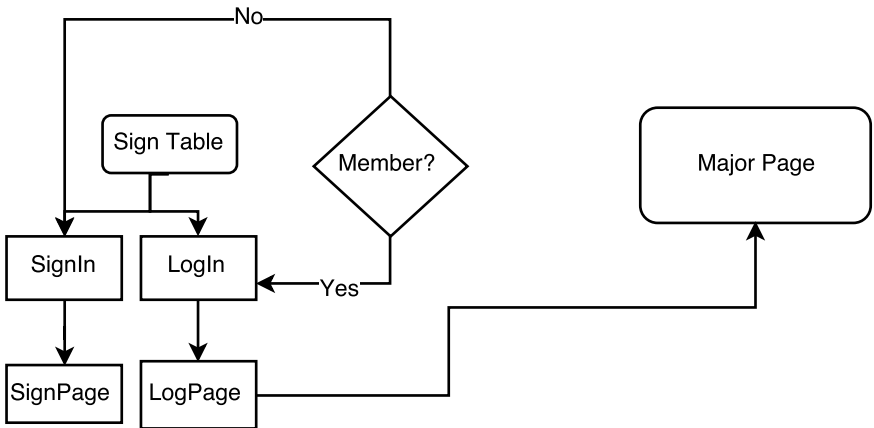 No
Sign Table
Member?
Major Page
SignIn
LogIn
Yes
SignPage
LogPage